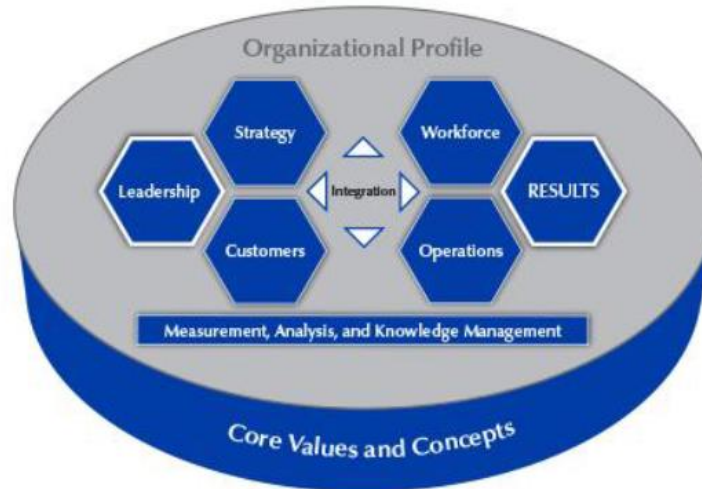 Organizational Profile
Strategy
Workforce
Leadership
Integration
RESULTS
Customers
Operations
Measurement, Analysis, and Knowledge Management
Core Values and Concepts